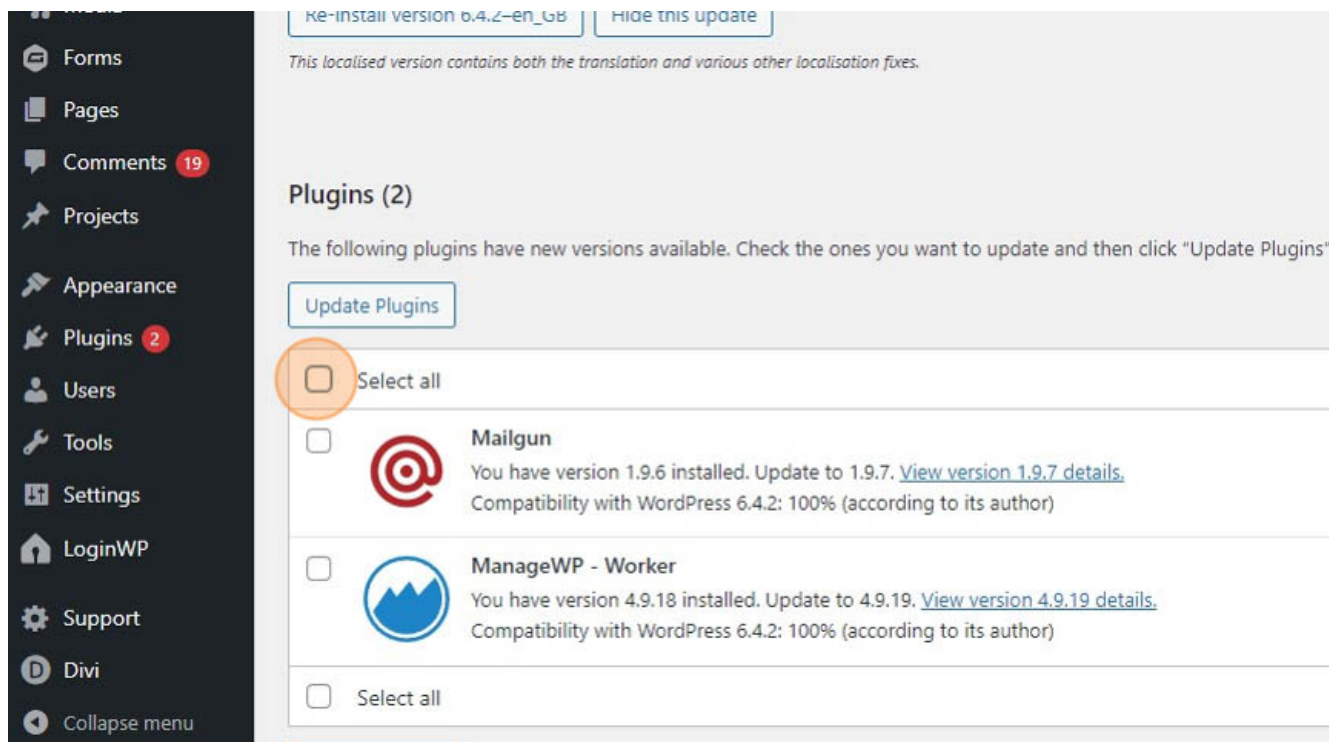 Media
Forms
Pages
Comments 19
Projects
Appearance
Plugins 2
Users
Tools
Settings
LoginWP
Support
Divi
Collapse menu
Re-install version 6.4.2–en_GB
Hide this update
This localised version contains both the translation and various other localisation fixes.
Plugins (2)
The following plugins have new versions available. Check the ones you want to update and then click “Update Plugins”
Update Plugins
Select all
Mailgun
You have version 1.9.6 installed. Update to 1.9.7. View version 1.9.7 details.
Compatibility with WordPress 6.4.2: 100% (according to its author)
ManageWP - Worker
You have version 4.9.18 installed. Update to 4.9.19. View version 4.9.19 details.
Compatibility with WordPress 6.4.2: 100% (according to its author)
Select all